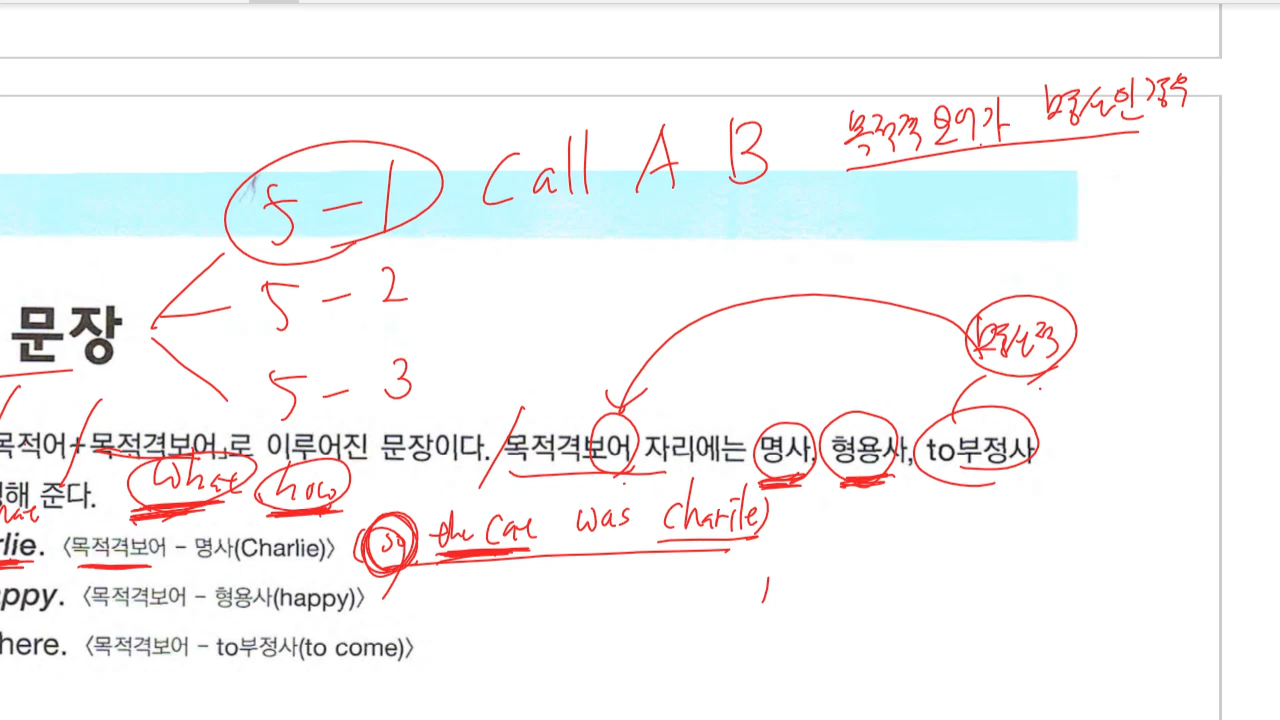 목적격 보어가 명사인 경우
5-1 Call A B
5-2
문장
5-3
명사적
목적어+목적격보어」로 이루어진 문장이다. 목적격보어 자리에는 명사, 형용사, to부정사
해 준다. what how
so the cat was Charlie)
lie. 〈목적격보어 – 명사(Charlie)〉
ppy. 〈목적격보어 – 형용사(happy)〉
here. 〈목적격보어 – to부정사(to come)〉